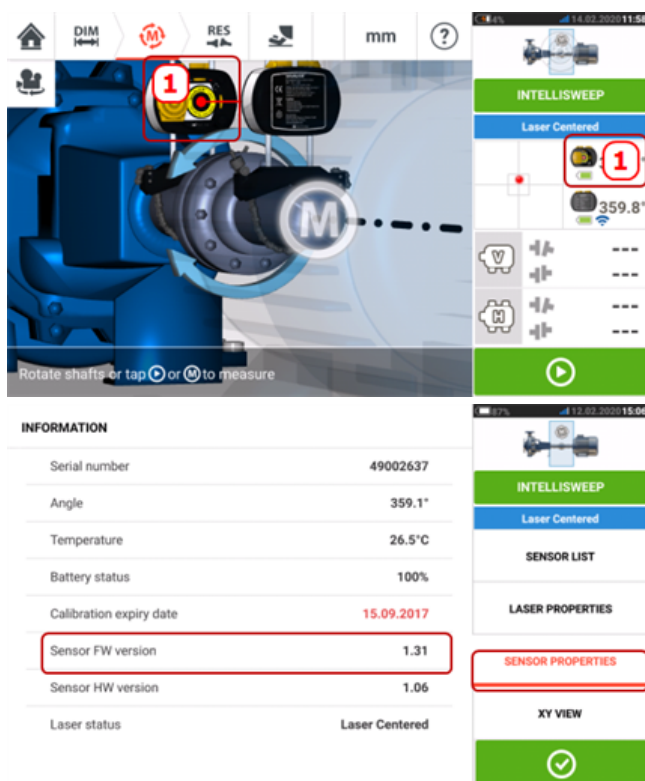 DIM
M
RES
mm
?
14.02.2020 11:58
INTELLISWEEP
Laser Centered
1
1
M
359.8°
V
---
---
H
---
---
Rotate shafts or tap or M to measure
INFORMATION
Serial number 49002637
Angle 359.1°
Temperature 26.5°C
Battery status 100%
Calibration expiry date 15.09.2017
Sensor FW version 1.31
Sensor HW version 1.06
Laser status Laser Centered
87% 12.02.2020 15:06
INTELLISWEEP
Laser Centered
SENSOR LIST
LASER PROPERTIES
SENSOR PROPERTIES
XY VIEW